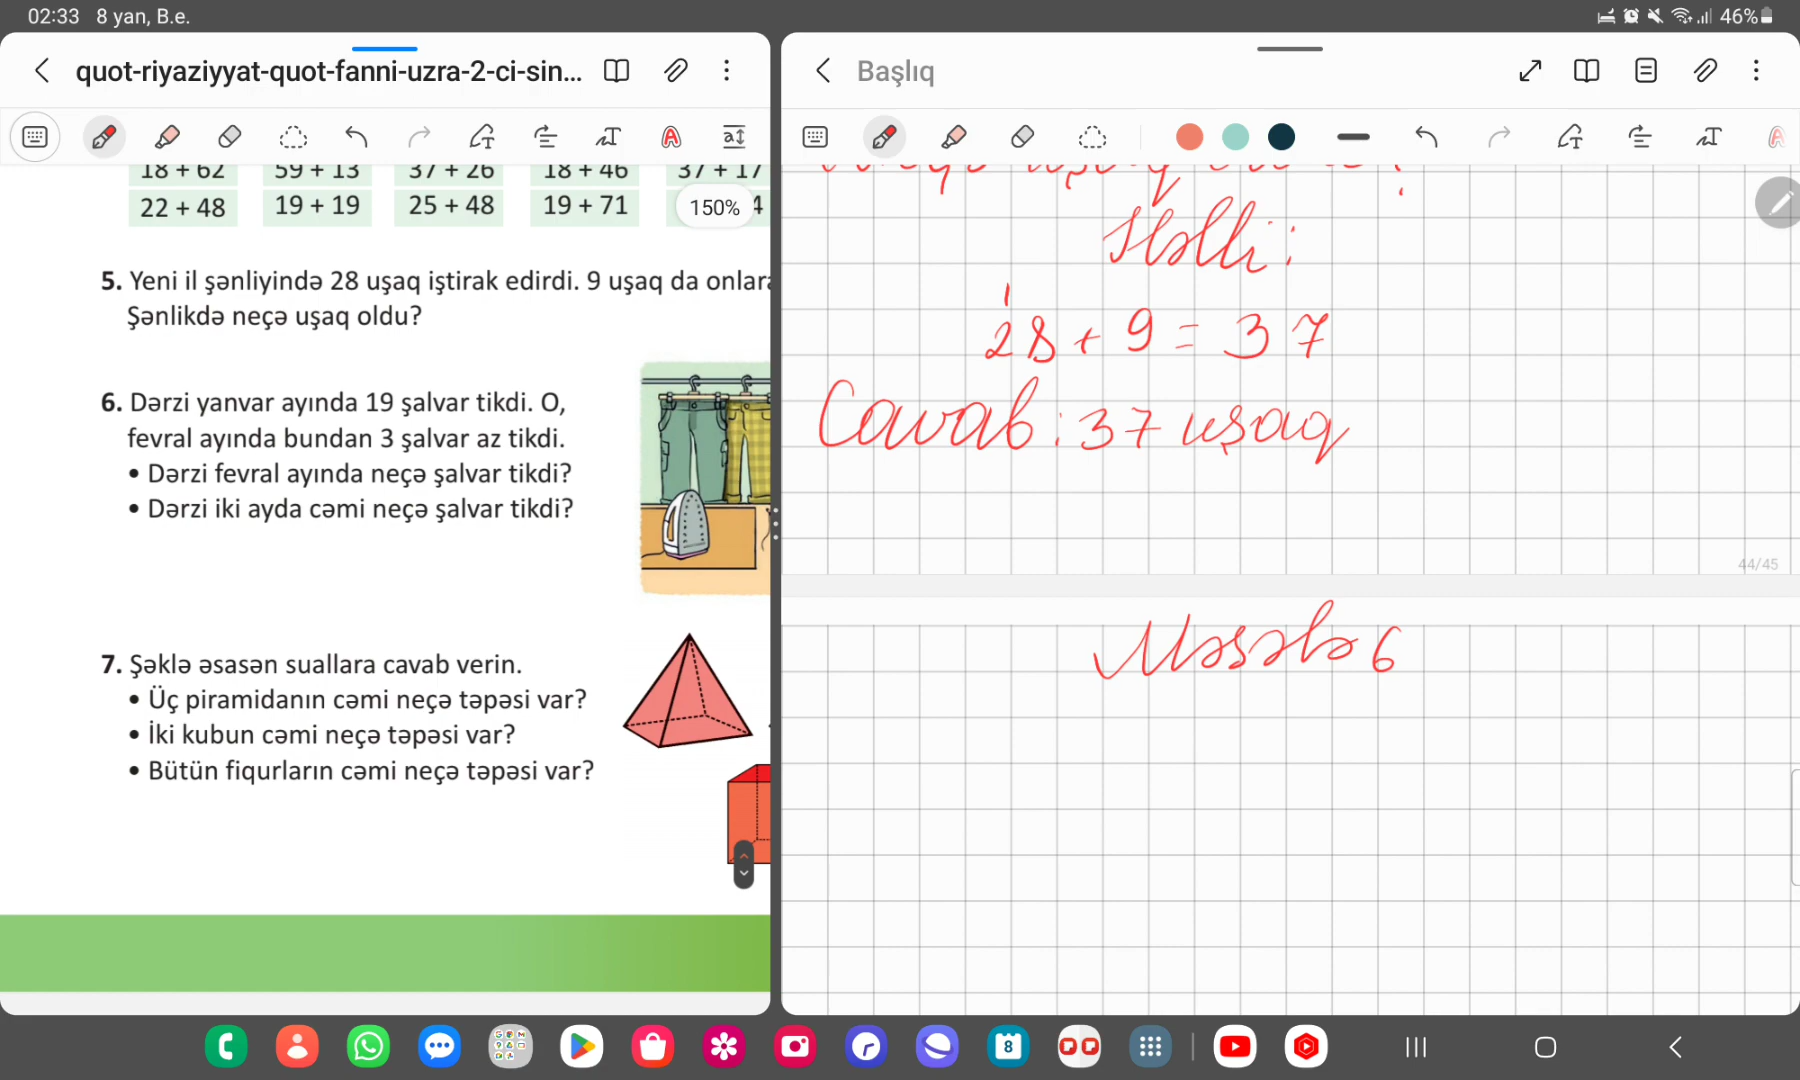 02:33 8 yan, B.e.
46%
quot-riyaziyyat-quot-fanni-uzra-2-ci-sin...
Başlıq
18 + 62 59 + 13 37 + 26 18 + 46 37 + 17
22 + 48 19 + 19 25 + 48 19 + 71 4
150%
5. Yeni il şənliyində 28 uşaq iştirak edirdi. 9 uşaq da onlara
Şənlikdə neçə uşaq oldu?
6. Dərzi yanvar ayında 19 şalvar tikdi. O,
fevral ayında bundan 3 şalvar az tikdi.
• Dərzi fevral ayında neçə şalvar tikdi?
• Dərzi iki ayda cəmi neçə şalvar tikdi?
7. Şəklə əsasən suallara cavab verin.
• Üç piramidanın cəmi neçə təpəsi var?
• İki kubun cəmi neçə təpəsi var?
• Bütün fiqurların cəmi neçə təpəsi var?
Həlli:
1
28 + 9 = 37
Cavab: 37 uşaq
44/45
Məsələ 6
8